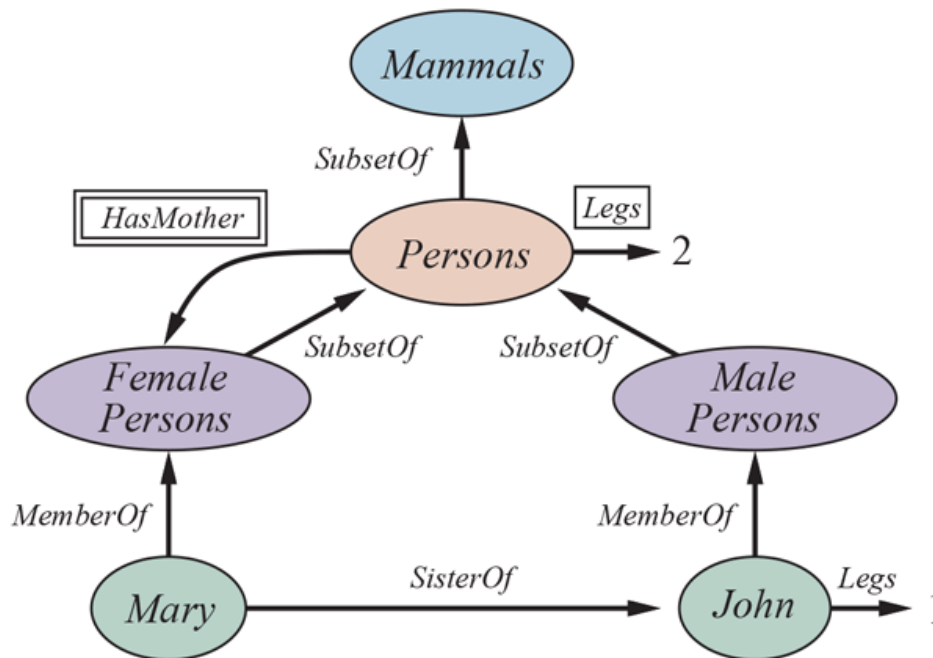 Mammals
SubsetOf
HasMother
Legs
Persons
2
SubsetOf
SubsetOf
Female
Persons
Male
Persons
MemberOf
MemberOf
Mary
SisterOf
John
Legs